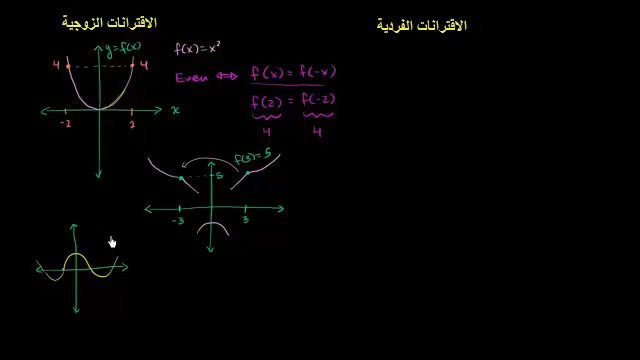 الاقترانات الزوجية
الاقترانات الفردية
y=f(x)
f(x)=x²
4
4
Even ⟺ f(x) = f(-x)
f(2) = f(-2)
-2
2
x
4
4
f(3)=5
5
-3
3